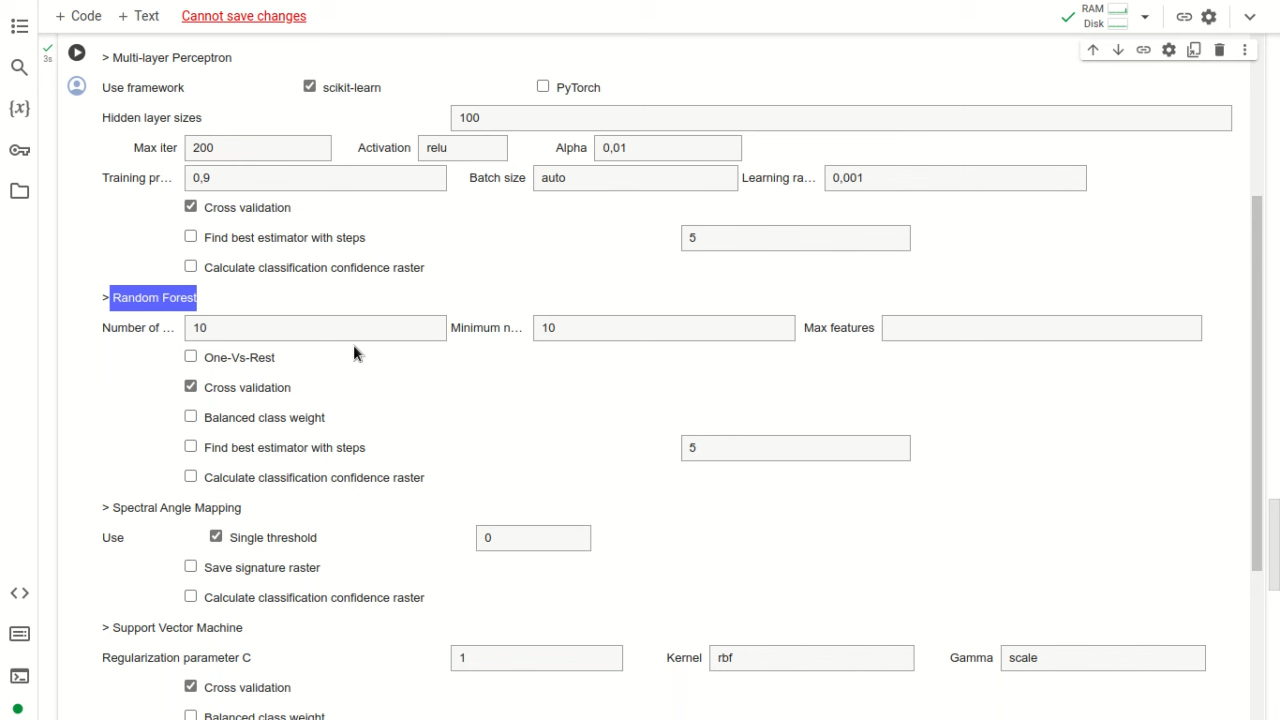 + Code + Text Cannot save changes RAM
Disk
3s
> Multi-layer Perceptron
Use framework scikit-learn PyTorch
Hidden layer sizes 100
Max iter 200 Activation relu Alpha 0,01
Training pr... 0,9 Batch size auto Learning ra... 0,001
Cross validation
Find best estimator with steps 5
Calculate classification confidence raster
> Random Forest
Number of ... 10 Minimum n... 10 Max features
One-Vs-Rest
Cross validation
Balanced class weight
Find best estimator with steps 5
Calculate classification confidence raster
> Spectral Angle Mapping
Use Single threshold 0
Save signature raster
Calculate classification confidence raster
> Support Vector Machine
Regularization parameter C 1 Kernel rbf Gamma scale
Cross validation
Balanced class weight